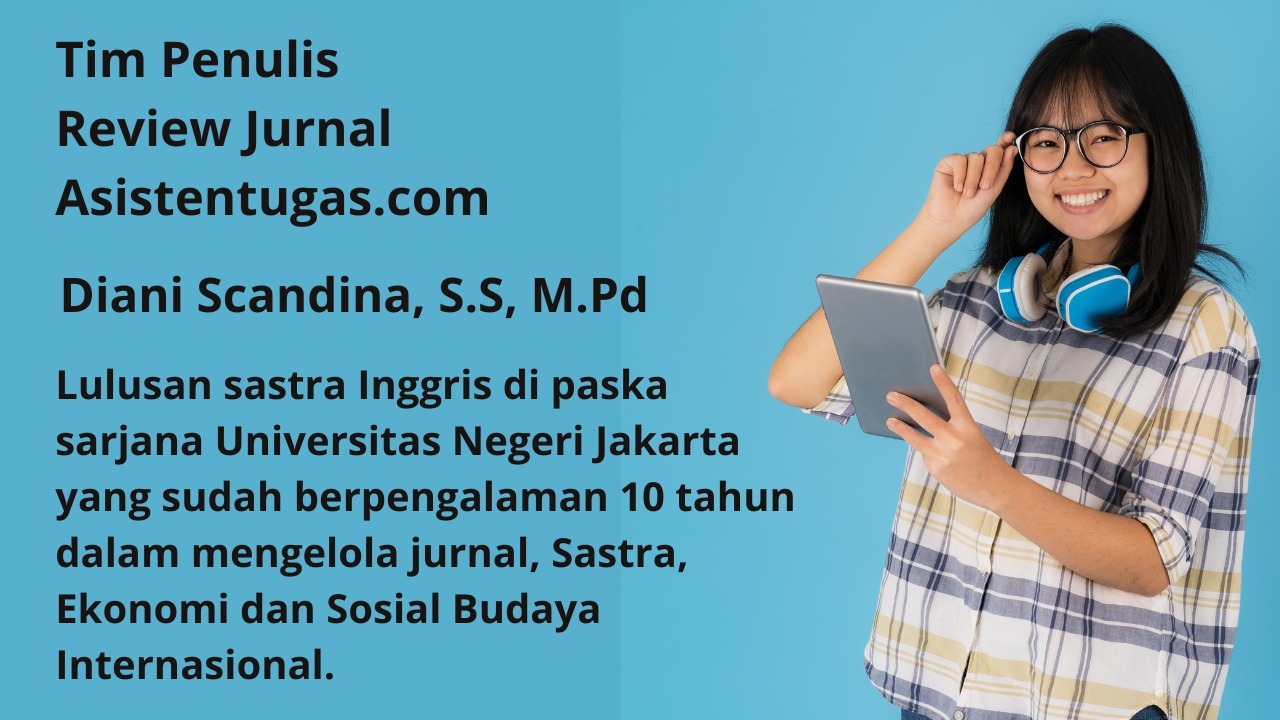 Tim Penulis
Review Jurnal
Asistentugas.com
Diani Scandina, S.S, M.Pd
Lulusan sastra Inggris di paska
sarjana Universitas Negeri Jakarta
yang sudah berpengalaman 10 tahun
dalam mengelola jurnal, Sastra,
Ekonomi dan Sosial Budaya
Internasional.